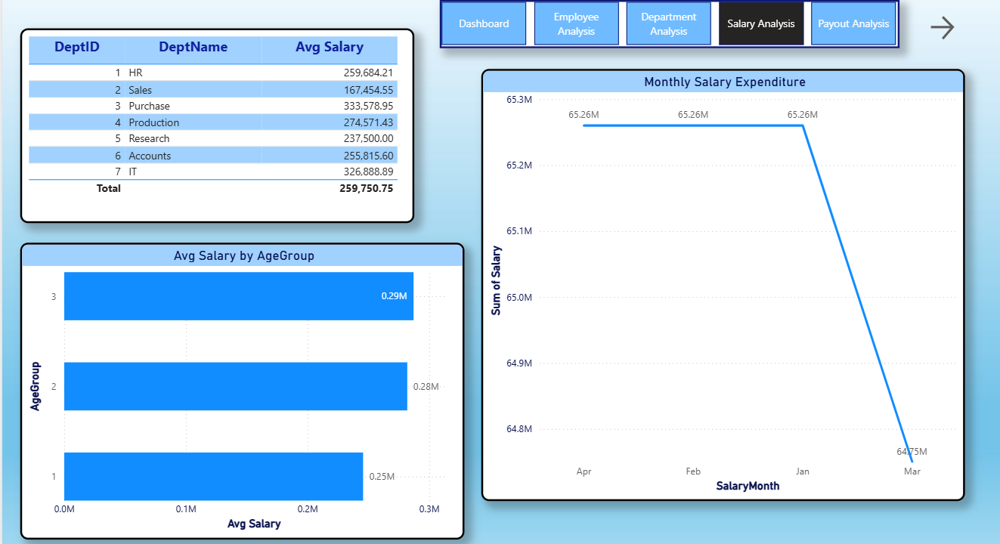 Dashboard
Employee
Analysis
Department
Analysis
Salary Analysis
Payout Analysis
DeptID DeptName Avg Salary
1 HR 259,684.21
2 Sales 167,454.55
3 Purchase 333,578.95
4 Production 274,571.43
5 Research 237,500.00
6 Accounts 255,815.60
7 IT 326,888.89
Total 259,750.75
Avg Salary by AgeGroup
AgeGroup
3 0.29M
2 0.28M
1 0.25M
0.0M 0.1M 0.2M 0.3M
Avg Salary
Monthly Salary Expenditure
Sum of Salary
65.3M
65.26M 65.26M 65.26M
65.2M
65.1M
65.0M
64.9M
64.8M
64.75M
Apr Feb Jan Mar
SalaryMonth